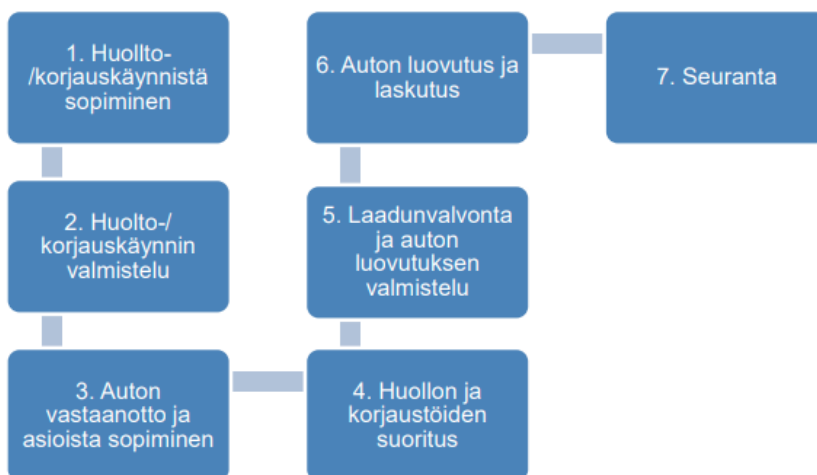 1. Huollto-
/korjauskäynnistä
sopiminen
2. Huolto-/
korjauskäynnin
valmistelu
3. Auton
vastaanotto ja
asioista sopiminen
4. Huollon ja
korjaustöiden
suoritus
5. Laadunvalvonta
ja auton
luovutuksen
valmistelu
6. Auton luovutus ja
laskutus
7. Seuranta